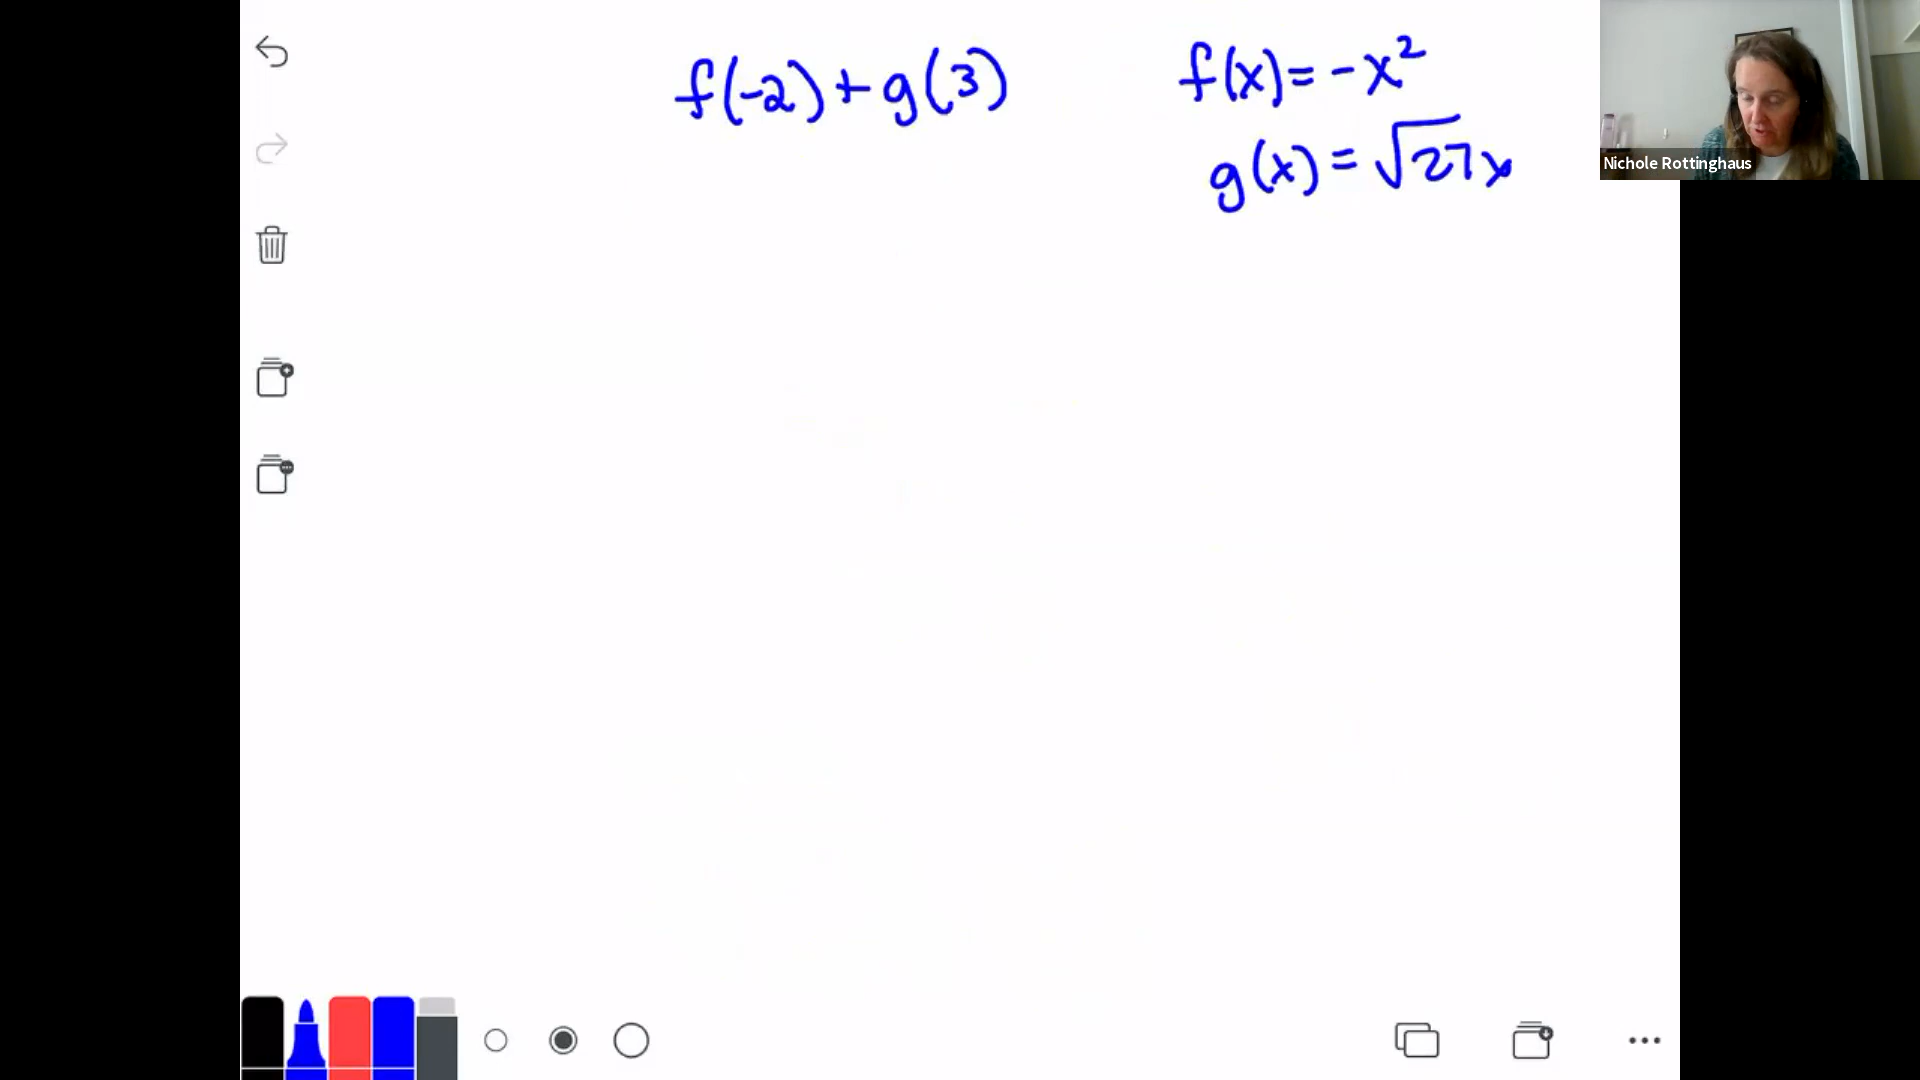 f(-2)+g(3)
f(x)=-x²
g(x)=√27x
Nichole Rottinghaus